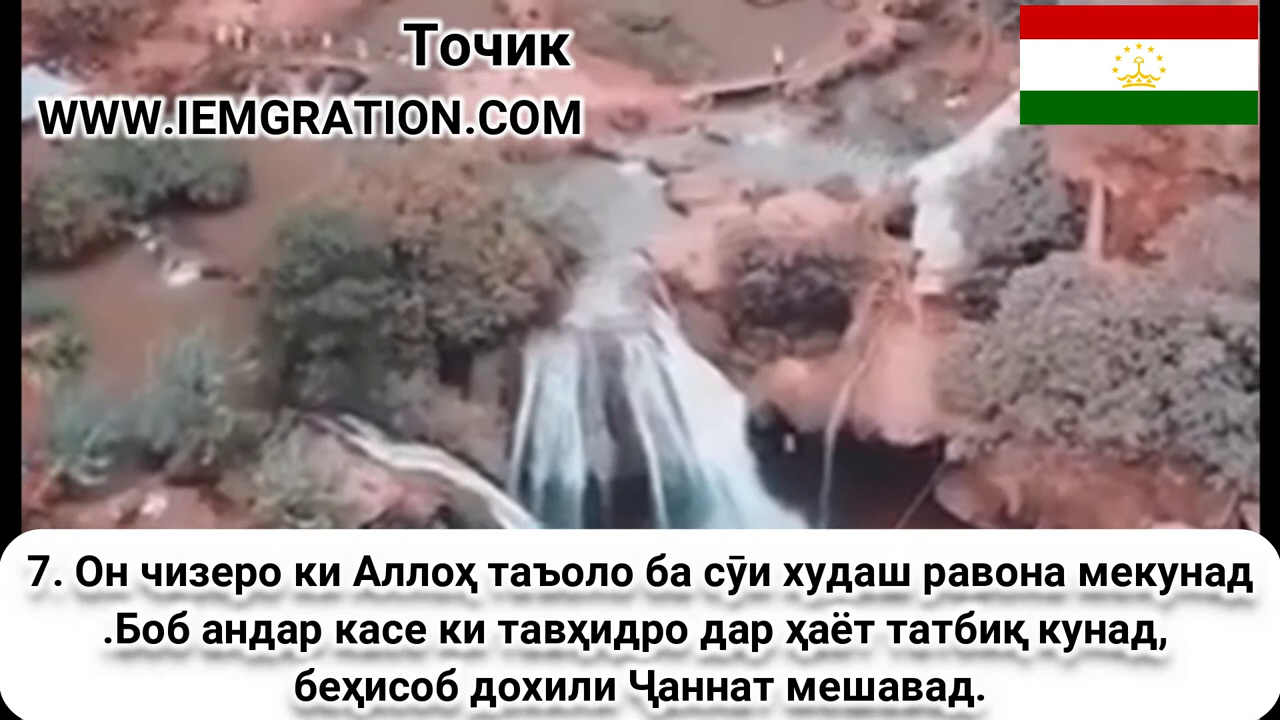 Точик
WWW.IEMGRATION.COM
7. Он чизеро ки Аллоҳ таъоло ба сӯи худаш равона мекунад
.Боб андар касе ки тавҳидро дар ҳаёт татбиқ кунад,
беҳисоб дохили Ҷаннат мешавад.